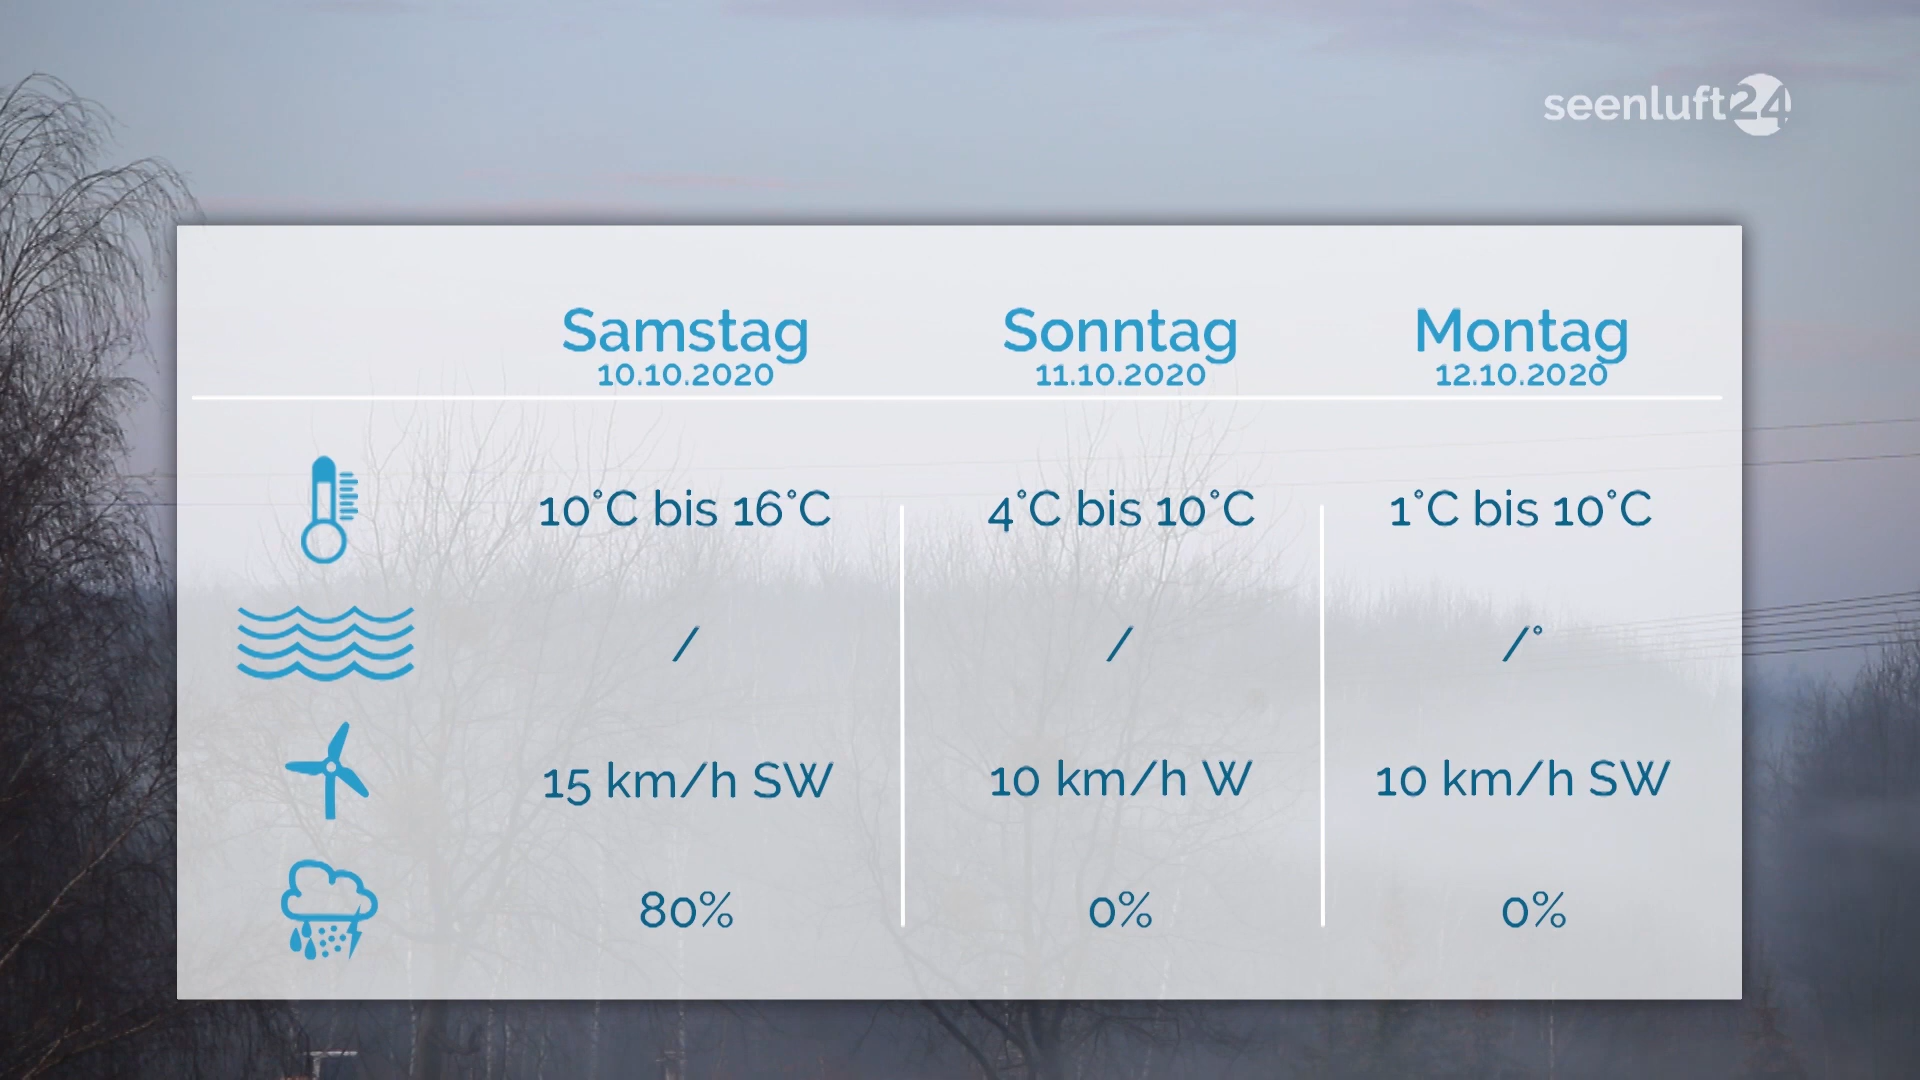 seenluft24
Samstag Sonntag Montag
10.10.2020 11.10.2020 12.10.2020
10°C bis 16°C 4°C bis 10°C 1°C bis 10°C
/ / /°
15 km/h SW 10 km/h W 10 km/h SW
80% 0% 0%